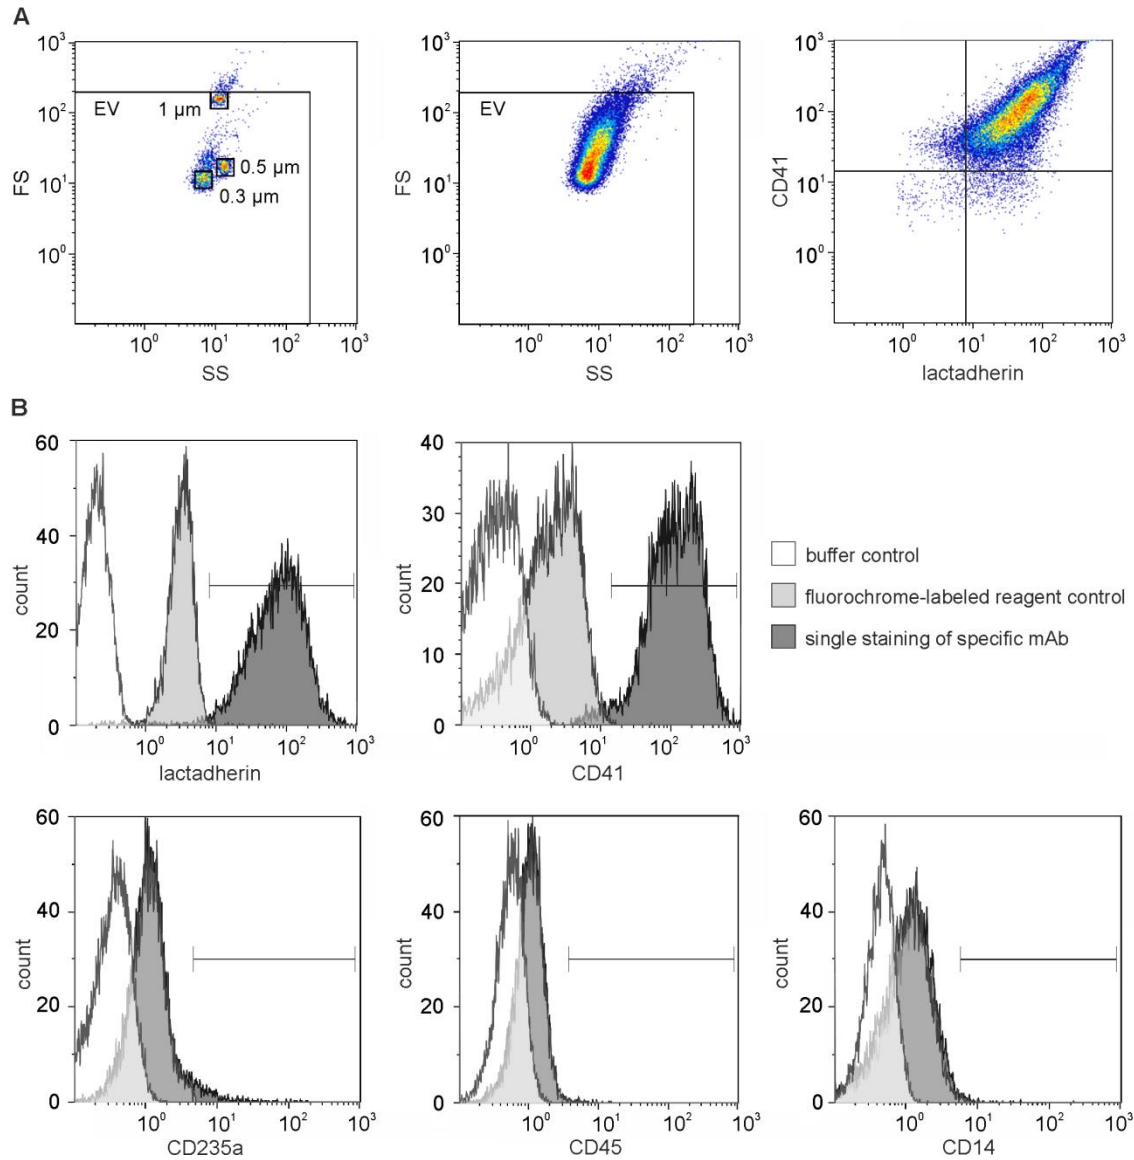 A
10³
10²
10¹
10⁰
FS
EV
1 µm
0.5 µm
0.3 µm
10⁰ 10¹ 10² 10³
SS
10³
10²
10¹
10⁰
FS
EV
10⁰ 10¹ 10² 10³
SS
10³
10²
10¹
10⁰
CD41
10⁰ 10¹ 10² 10³
lactadherin
B
60
40
20
0
count
10⁰ 10¹ 10² 10³
lactadherin
40
30
20
10
0
count
10⁰ 10¹ 10² 10³
CD41
buffer control
fluorochrome-labeled reagent control
single staining of specific mAb
60
40
20
0
count
10⁰ 10¹ 10² 10³
CD235a
60
40
20
0
count
10⁰ 10¹ 10² 10³
CD45
60
40
20
0
count
10⁰ 10¹ 10² 10³
CD14